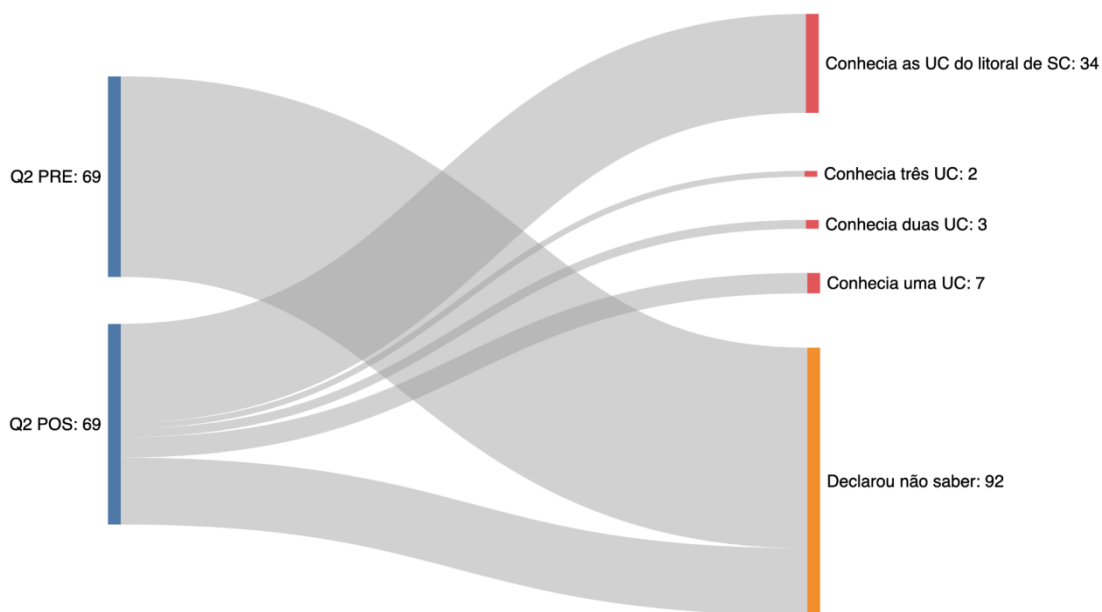 Q2 PRE: 69
Q2 POS: 69
Conhecia as UC do litoral de SC: 34
Conhecia três UC: 2
Conhecia duas UC: 3
Conhecia uma UC: 7
Declarou não saber: 92